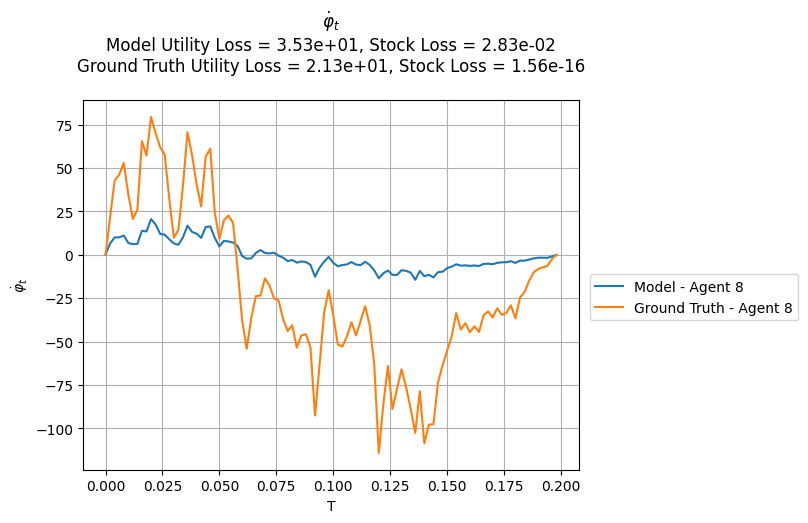 φ̇ₜ
Model Utility Loss = 3.53e+01, Stock Loss = 2.83e-02
Ground Truth Utility Loss = 2.13e+01, Stock Loss = 1.56e-16
75
50
25
0
−25
−50
−75
−100
φ̇ₜ
0.000 0.025 0.050 0.075 0.100 0.125 0.150 0.175 0.200
T
Model - Agent 8
Ground Truth - Agent 8